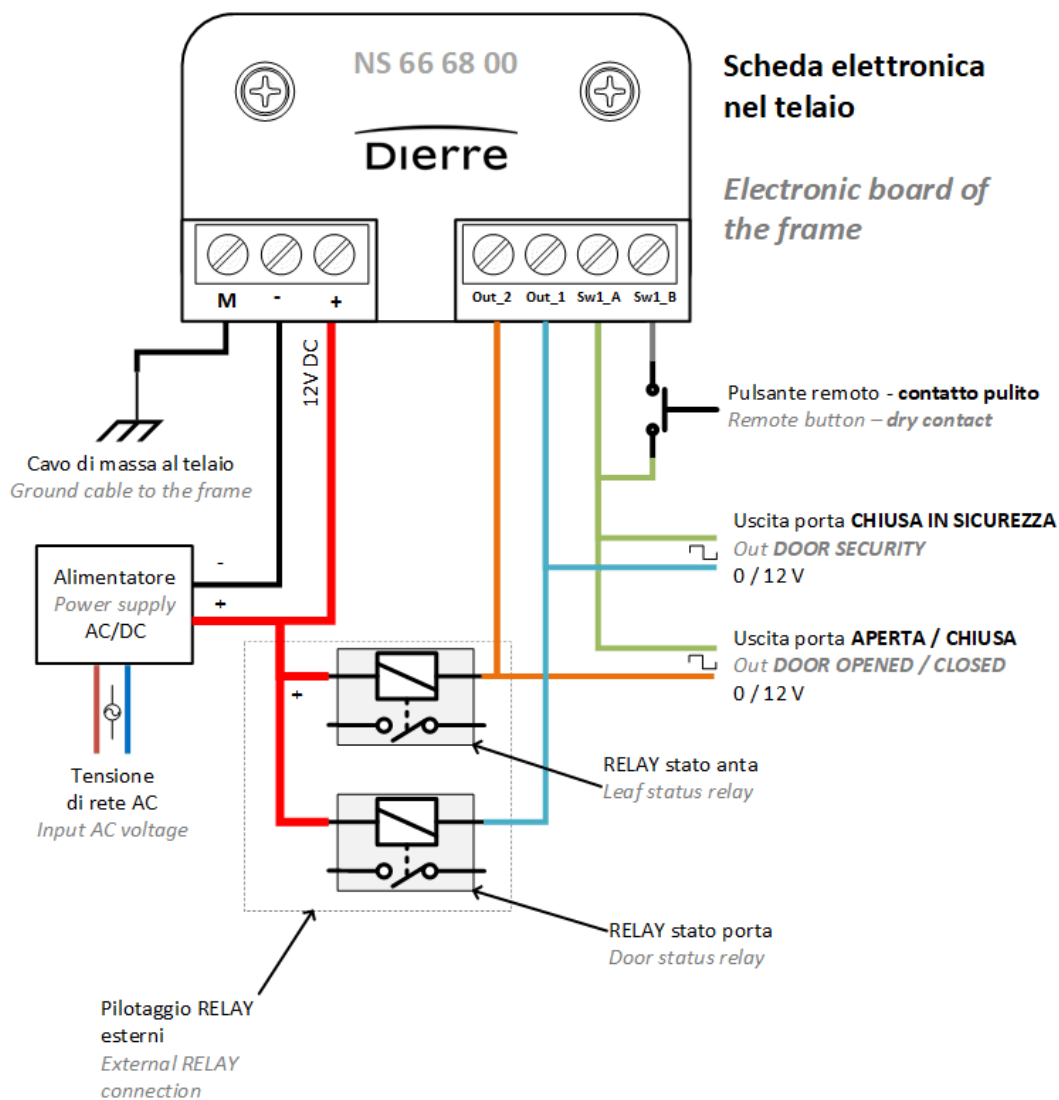 NS 66 68 00
Dierre
Scheda elettronica
nel telaio
Electronic board of
the frame
M
-
+
Out_2
Out_1
Sw1_A
Sw1_B
12V DC
Pulsante remoto - contatto pulito
Remote button – dry contact
Cavo di massa al telaio
Ground cable to the frame
Uscita porta CHIUSA IN SICUREZZA
Out DOOR SECURITY
0 / 12 V
Alimentatore
Power supply
AC/DC
-
+
Uscita porta APERTA / CHIUSA
Out DOOR OPENED / CLOSED
0 / 12 V
+
Tensione
di rete AC
Input AC voltage
RELAY stato anta
Leaf status relay
RELAY stato porta
Door status relay
Pilotaggio RELAY
esterni
External RELAY
connection